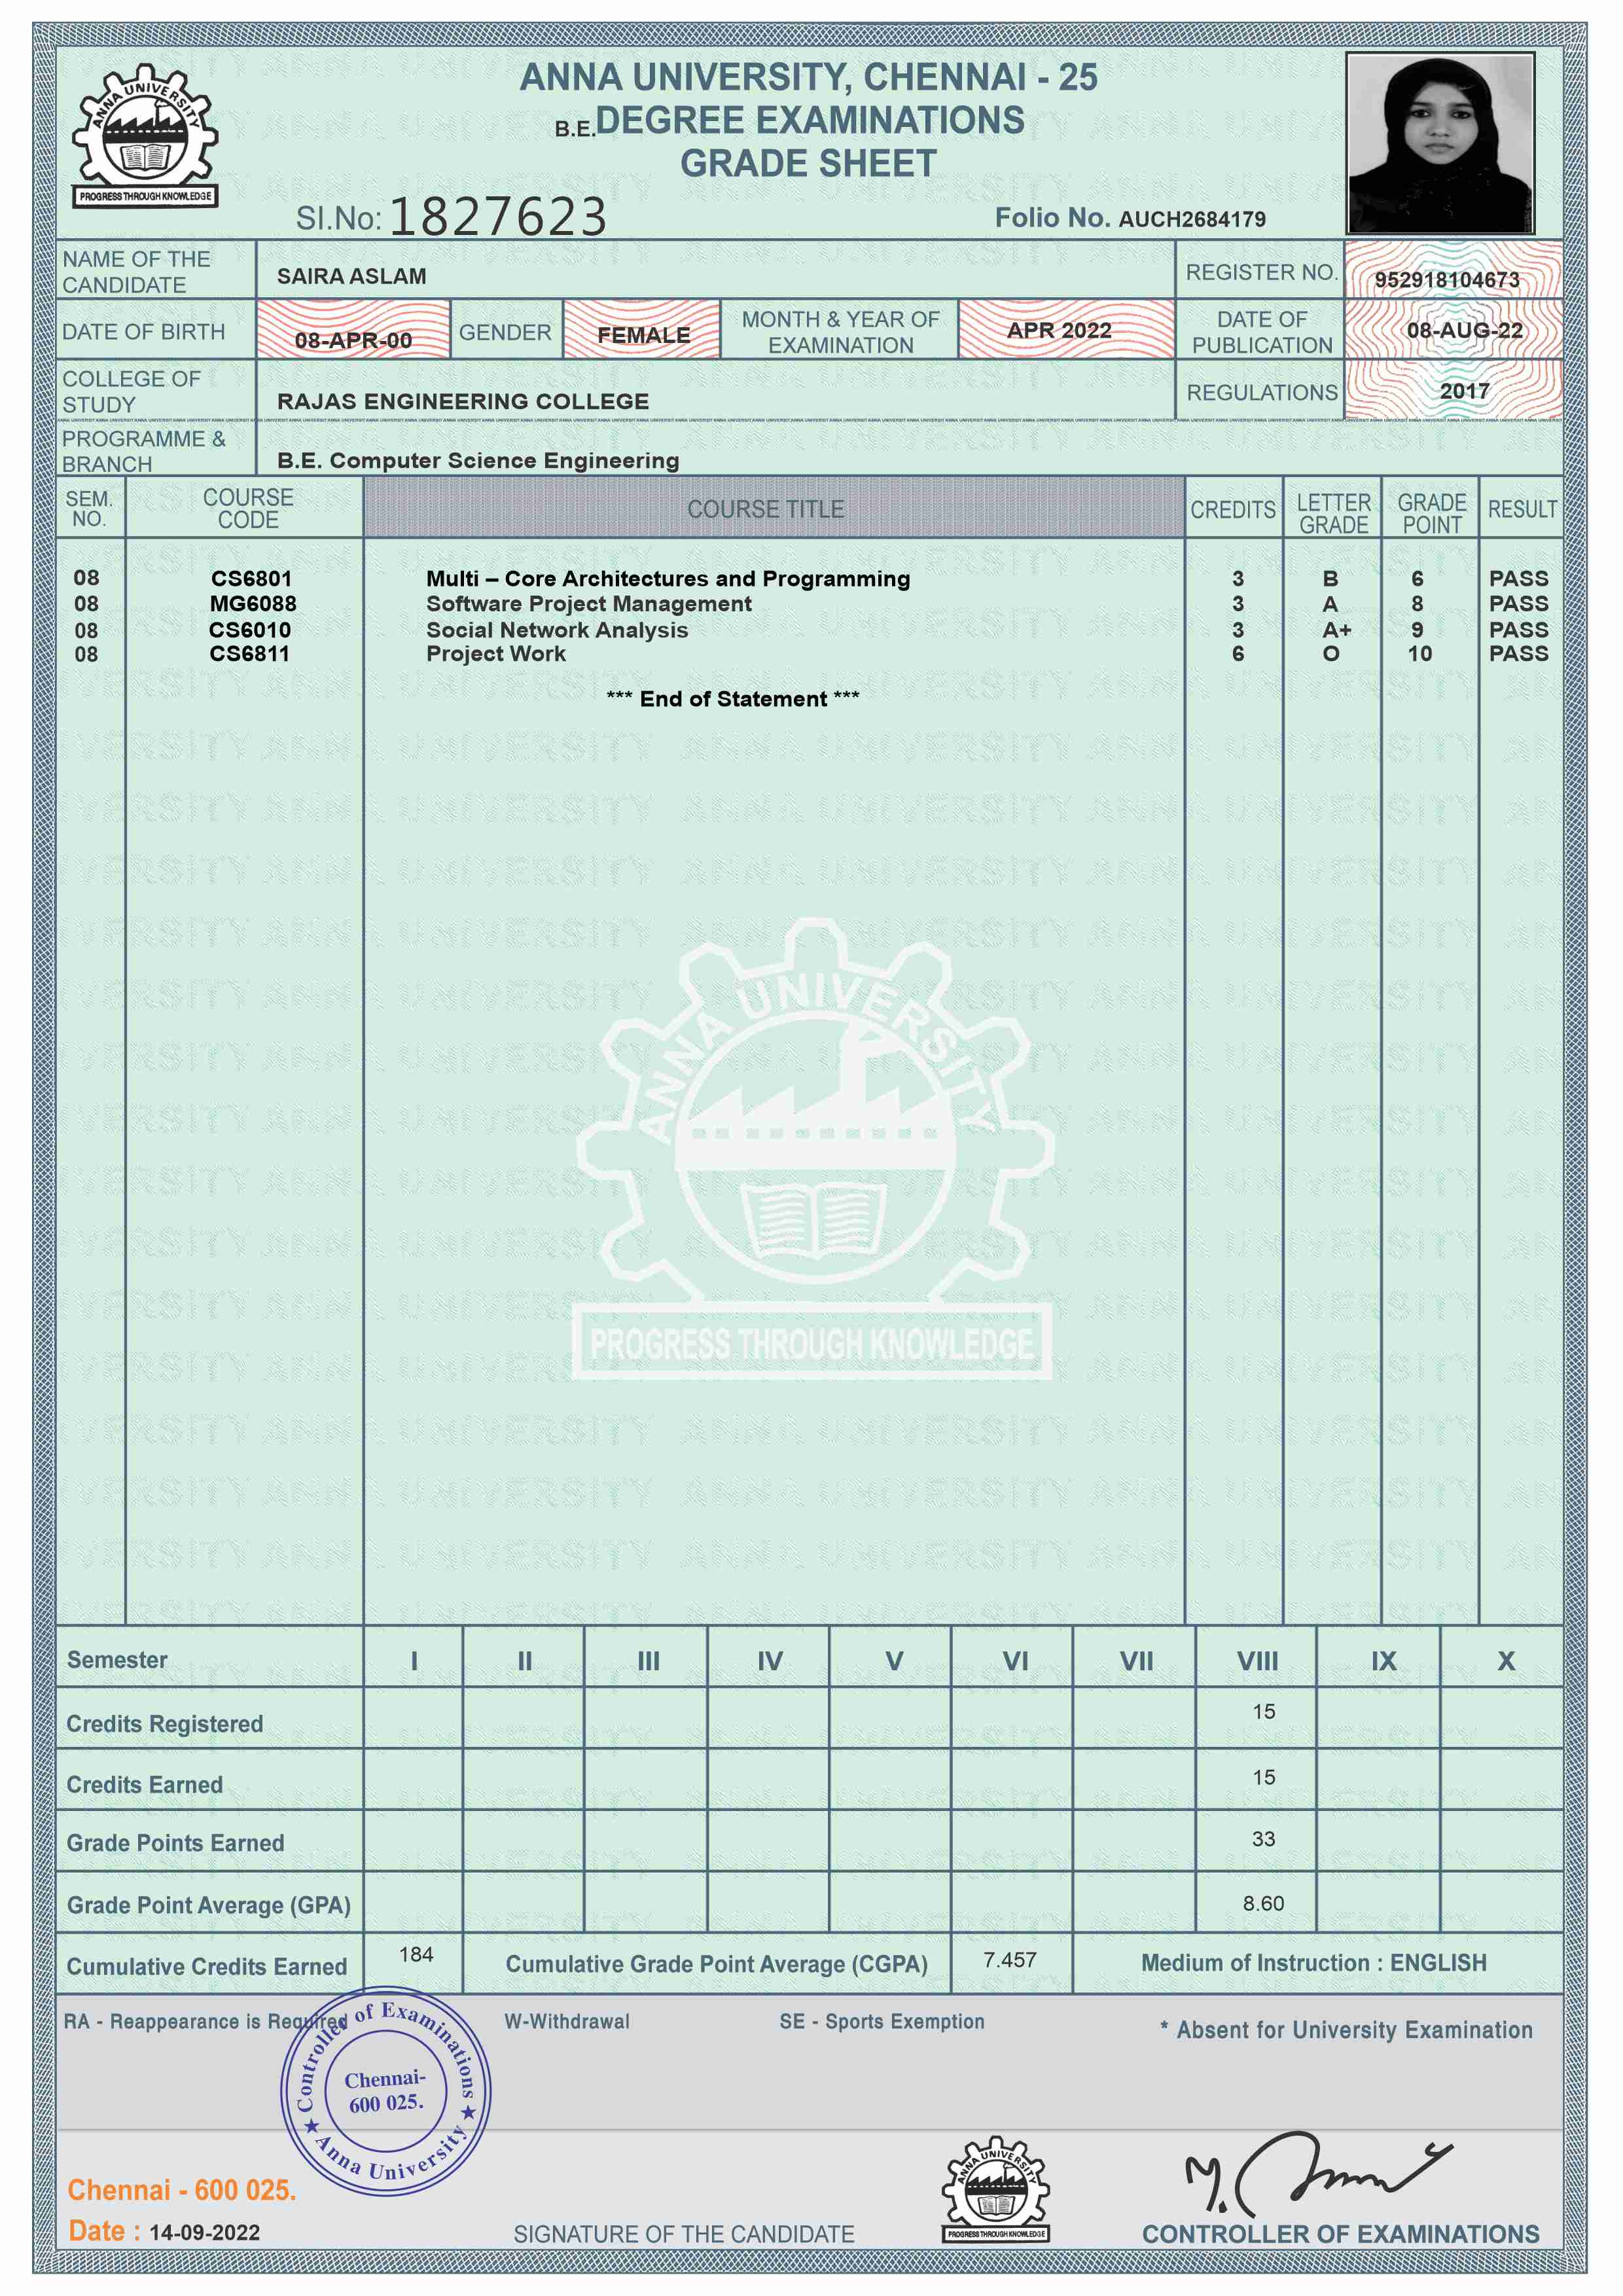 ANNA UNIVERSITY, CHENNAI - 25
B.E. DEGREE EXAMINATIONS
GRADE SHEET
ANNA UNIVERSITY
PROGRESS THROUGH KNOWLEDGE
SI.No: 1827623
Folio No. AUCH2684179
NAME OF THE CANDIDATE SAIRA ASLAM REGISTER NO. 952918104673
DATE OF BIRTH 08-APR-00 GENDER FEMALE MONTH & YEAR OF EXAMINATION APR 2022 DATE OF PUBLICATION 08-AUG-22
COLLEGE OF STUDY RAJAS ENGINEERING COLLEGE REGULATIONS 2017
PROGRAMME & BRANCH B.E. Computer Science Engineering
SEM. NO. COURSE CODE COURSE TITLE CREDITS LETTER GRADE GRADE POINT RESULT
08 CS6801 Multi – Core Architectures and Programming 3 B 6 PASS
08 MG6088 Software Project Management 3 A 8 PASS
08 CS6010 Social Network Analysis 3 A+ 9 PASS
08 CS6811 Project Work 6 O 10 PASS
*** End of Statement ***
ANNA UNIVERSITY
PROGRESS THROUGH KNOWLEDGE
Semester I II III IV V VI VII VIII IX X
Credits Registered 15
Credits Earned 15
Grade Points Earned 33
Grade Point Average (GPA) 8.60
Cumulative Credits Earned 184 Cumulative Grade Point Average (CGPA) 7.457 Medium of Instruction : ENGLISH
RA - Reappearance is Required W-Withdrawal SE - Sports Exemption * Absent for University Examination
Controller of Examinations
Chennai-
600 025.
Anna University
Chennai - 600 025.
Date : 14-09-2022
SIGNATURE OF THE CANDIDATE
ANNA UNIVERSITY
PROGRESS THROUGH KNOWLEDGE
CONTROLLER OF EXAMINATIONS